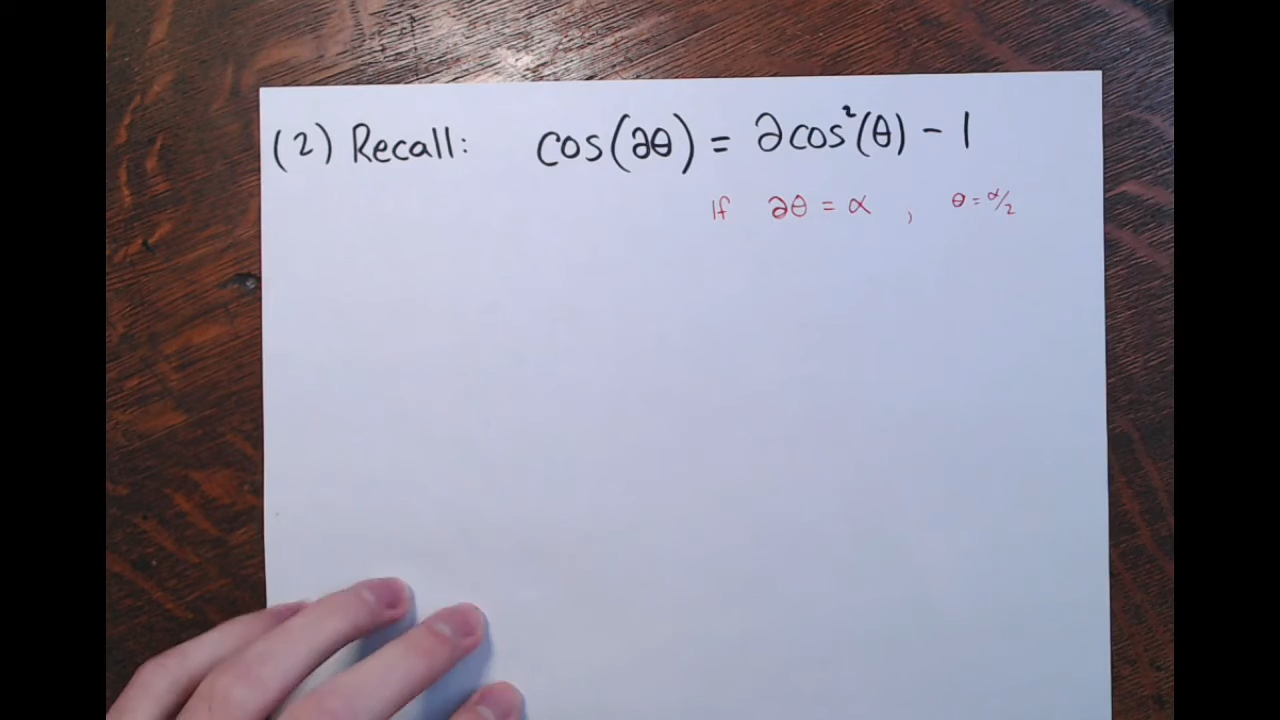 (2) Recall: cos(2θ) = 2cos²(θ) - 1
If 2θ = α , θ = α/2